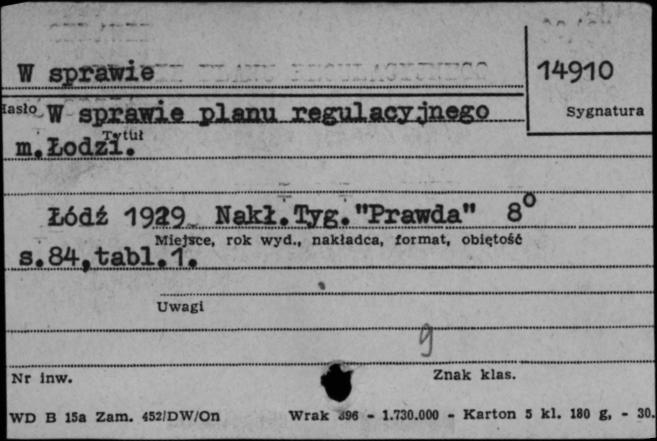 W sprawie
14910
Hasło W sprawie planu regulacyjnego
Sygnatura
Tytuł
m.Łodzi.
Łódź 1929 Nakł.Tyg."Prawda" 8º
Miejsce, rok wyd., nakładca, format, objętość
s.84,tabl.1.
Uwagi
9
Nr inw.
Znak klas.
WD B 15a Zam. 452/DW/On Wrak 396 - 1.730.000 - Karton 5 kl. 180 g, - 30.